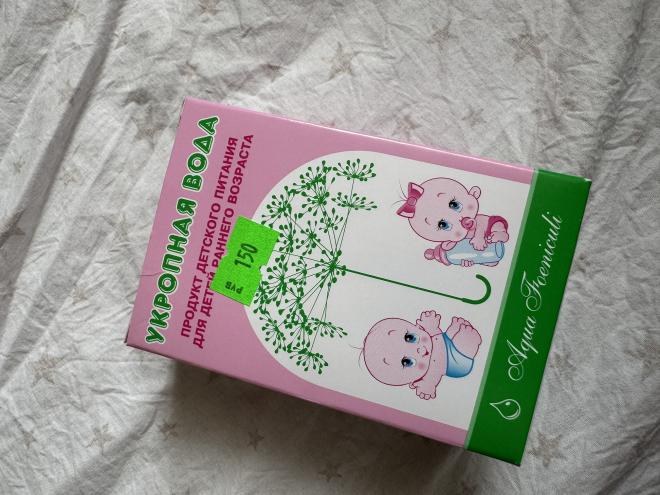 УКРОПНАЯ ВОДА
ПРОДУКТ ДЕТСКОГО ПИТАНИЯ
ДЛЯ ДЕТЕЙ РАННЕГО ВОЗРАСТА
150
РУБ
Aqua Foeniculi